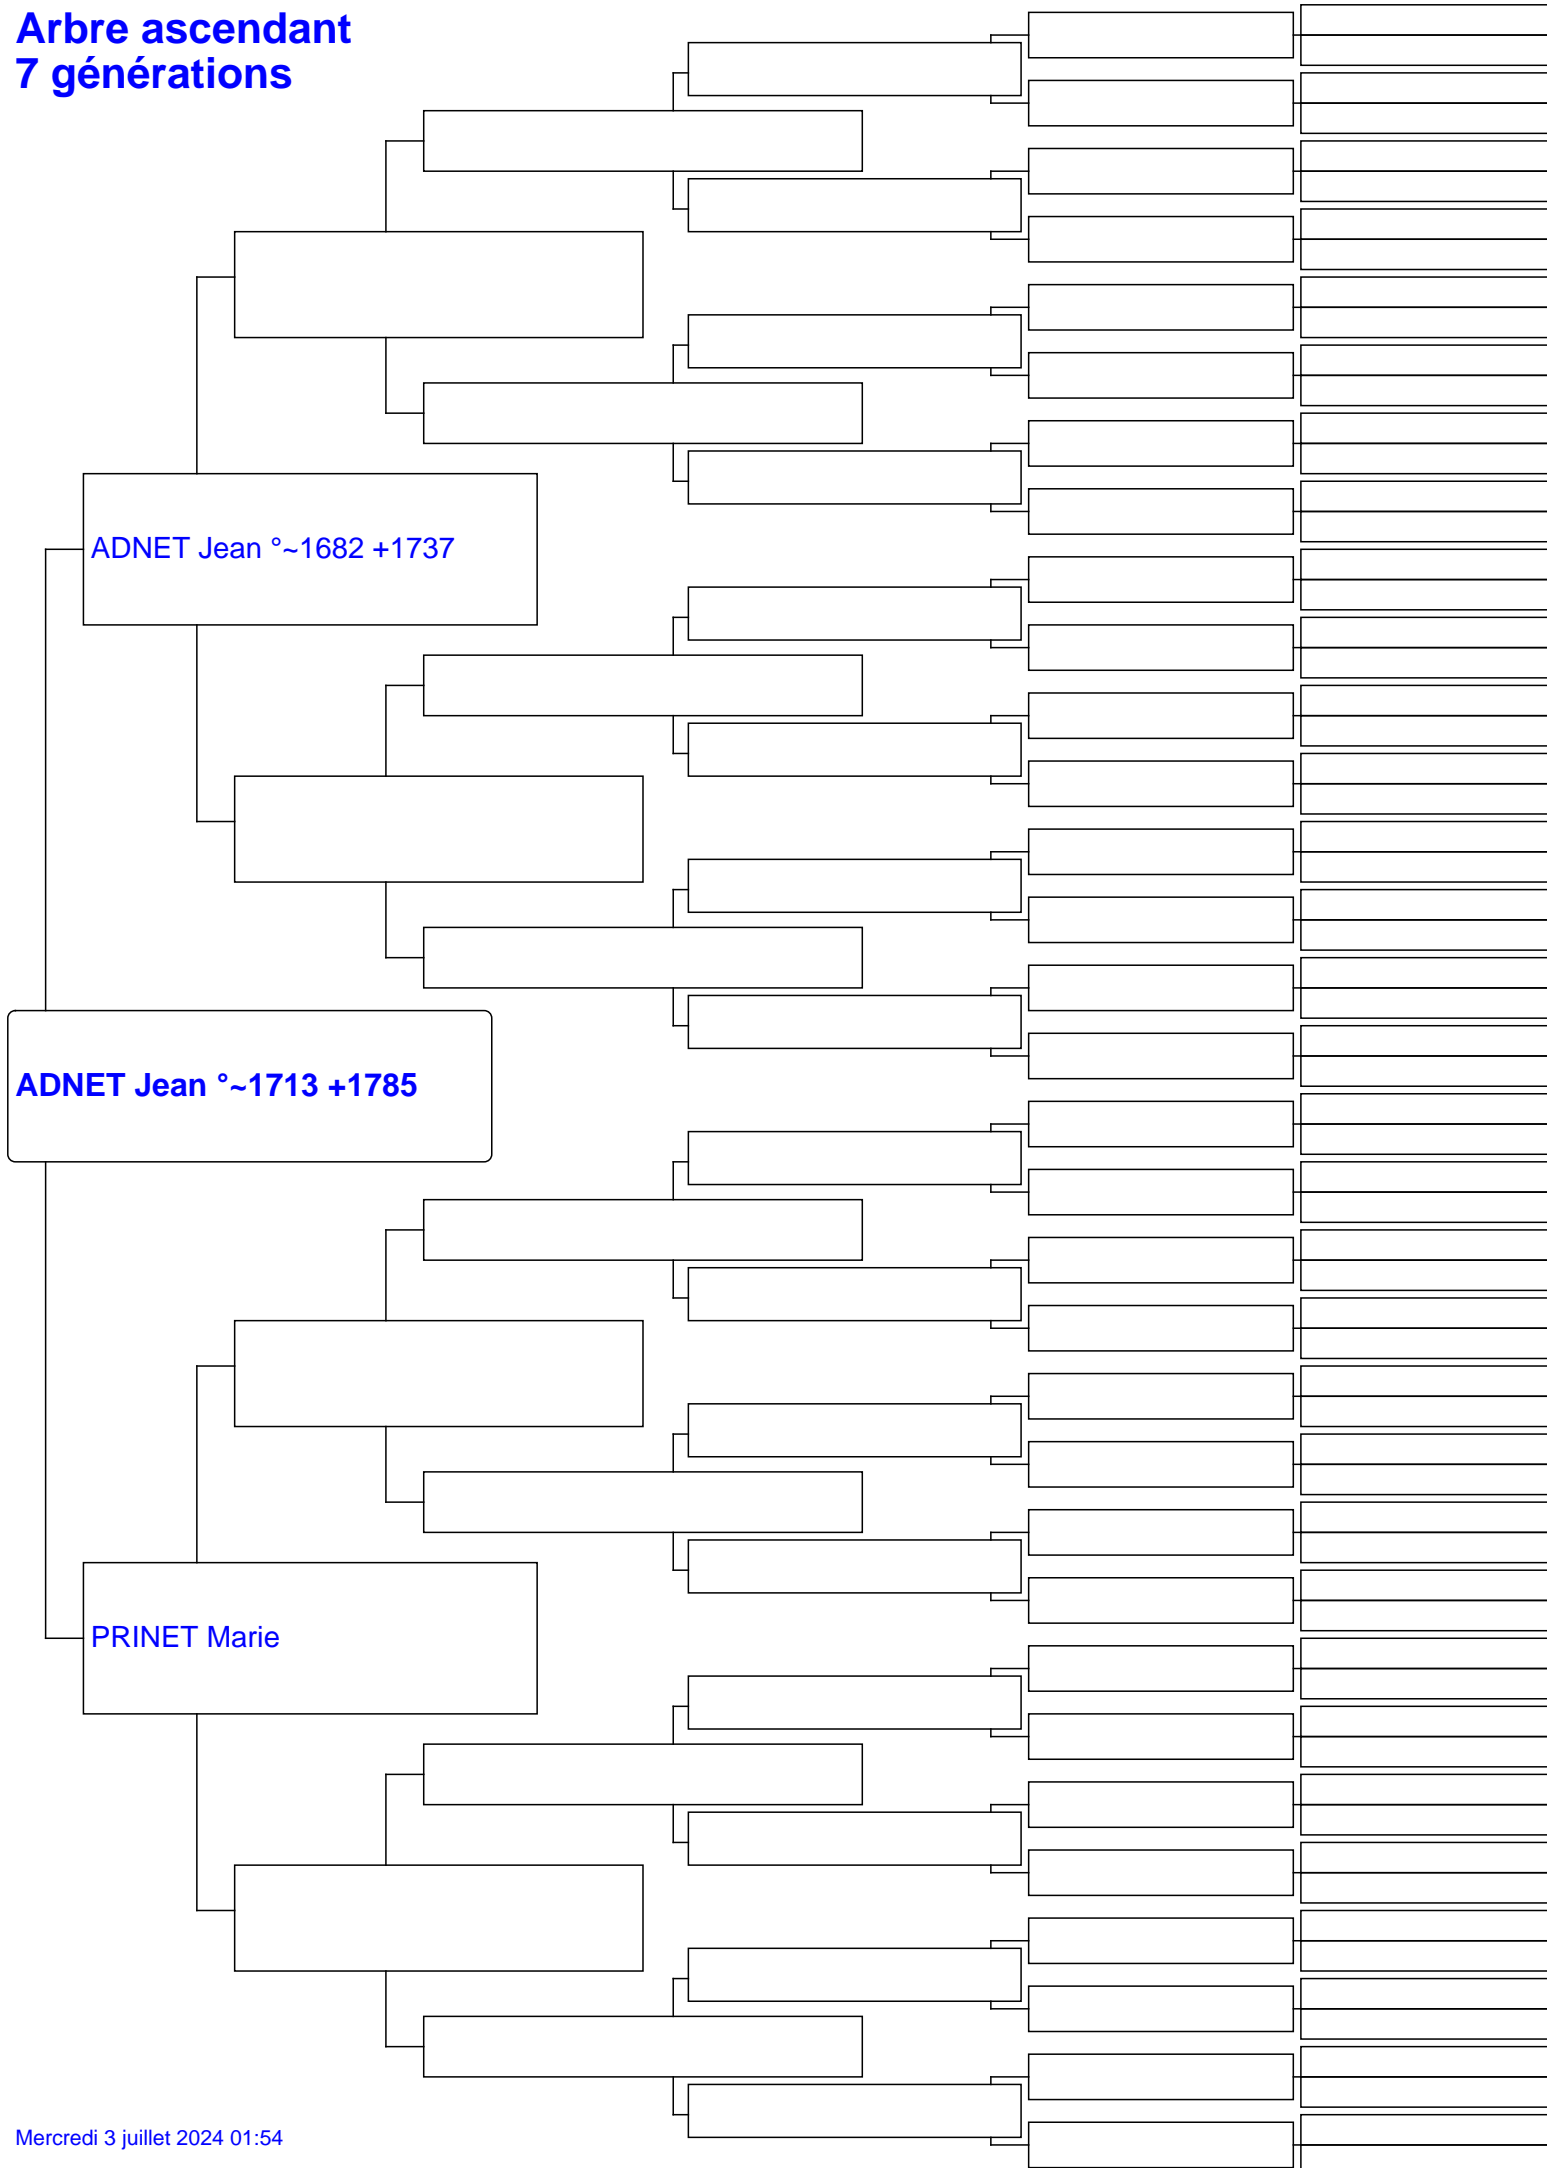 Arbre ascendant
7 générations
ADNET Jean °~1682 +1737
ADNET Jean °~1713 +1785
PRINET Marie
Mercredi 3 juillet 2024 01:54